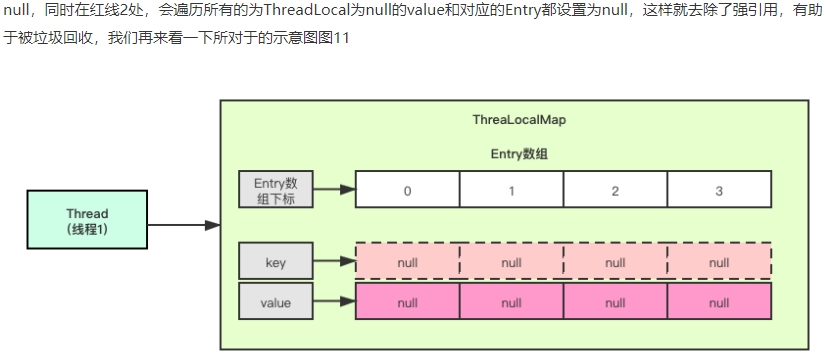 null，同时在红线2处，会遍历所有的为ThreadLocal为null的value和对应的Entry都设置为null，这样就去除了强引用，有助
于被垃圾回收，我们再来看一下所对于的示意图图11
ThreaLocalMap
Entry数组
Entry数
组下标
0
1
2
3
Thread
（线程1）
key
null
null
null
null
value
null
null
null
null